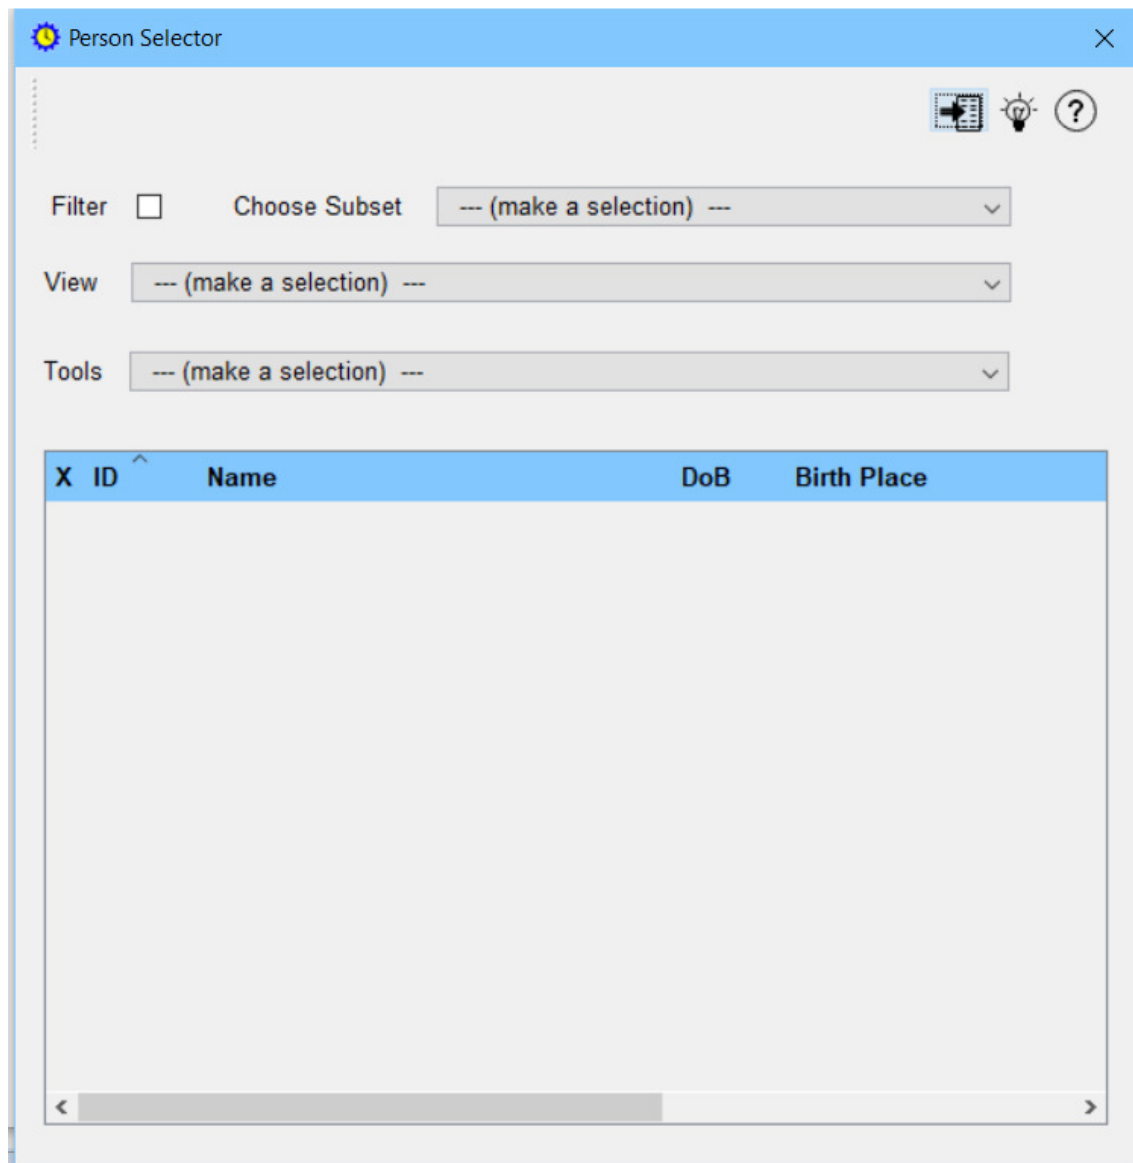 Person Selector
?
Filter Choose Subset --- (make a selection) ---
View --- (make a selection) ---
Tools --- (make a selection) ---
X ID Name DoB Birth Place